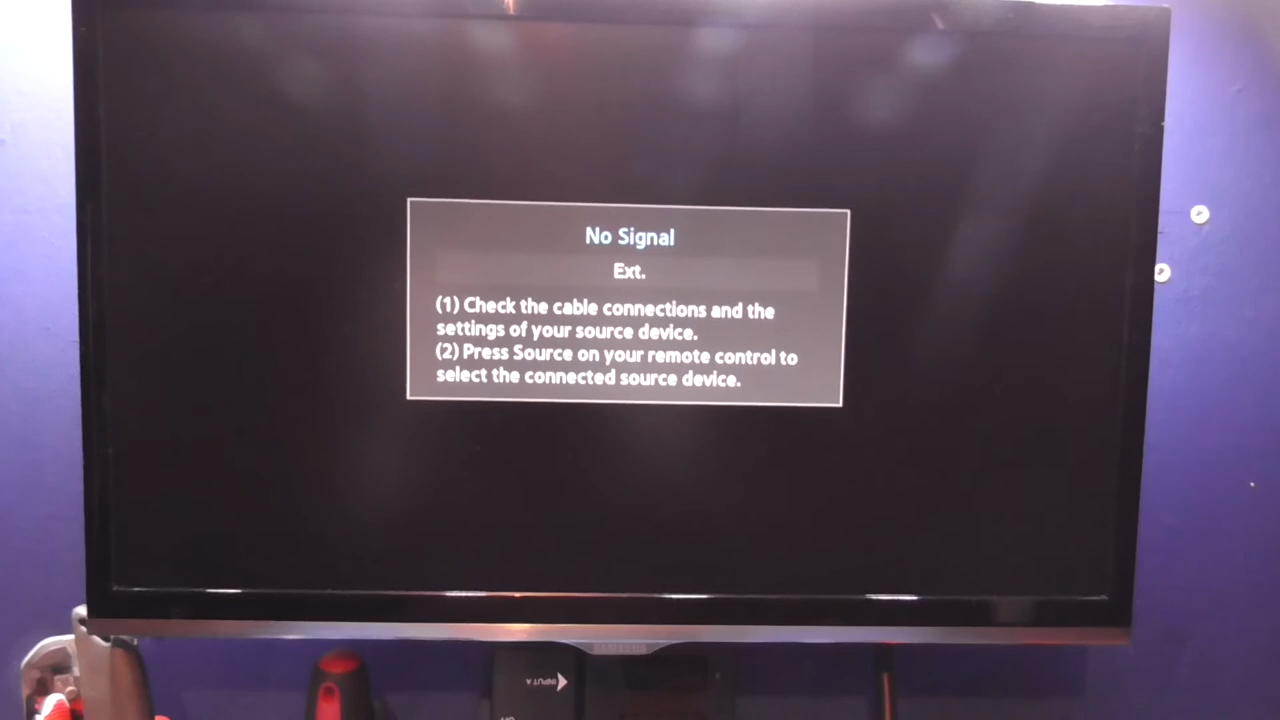 No Signal
Ext.
(1) Check the cable connections and the
settings of your source device.
(2) Press Source on your remote control to
select the connected source device.
SAMSUNG
INPUT A